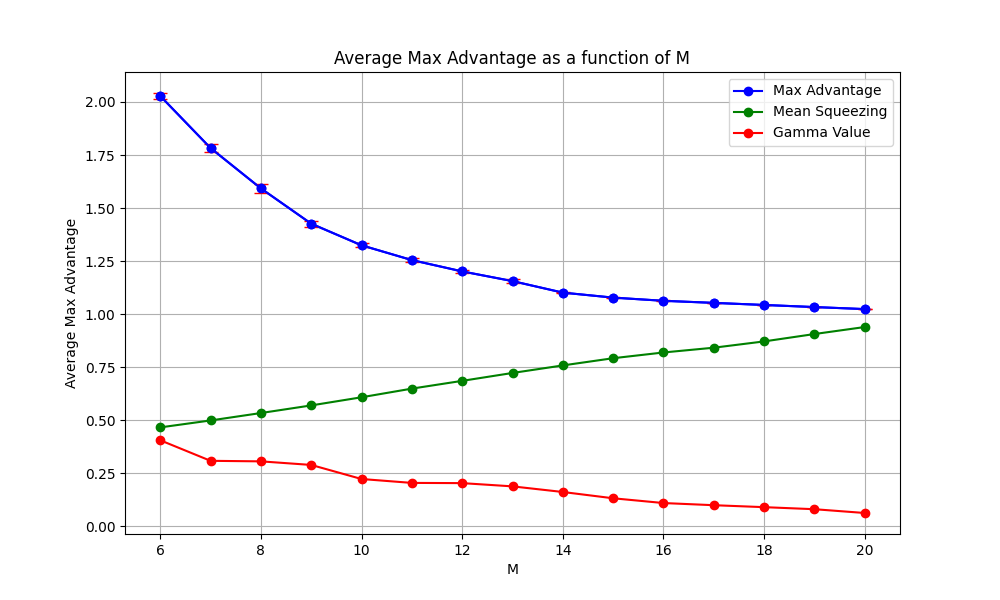 Average Max Advantage as a function of M
Max Advantage
Mean Squeezing
Gamma Value
Average Max Advantage
2.00
1.75
1.50
1.25
1.00
0.75
0.50
0.25
0.00
6 8 10 12 14 16 18 20
M